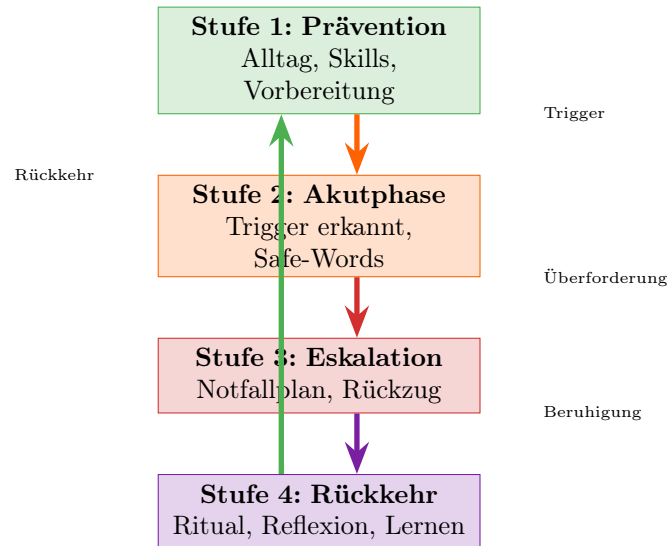 Stufe 1: Prävention
Alltag, Skills,
Vorbereitung
Trigger
Rückkehr
Stufe 2: Akutphase
Trigger erkannt,
Safe-Words
Überforderung
Stufe 3: Eskalation
Notfallplan, Rückzug
Beruhigung
Stufe 4: Rückkehr
Ritual, Reflexion, Lernen